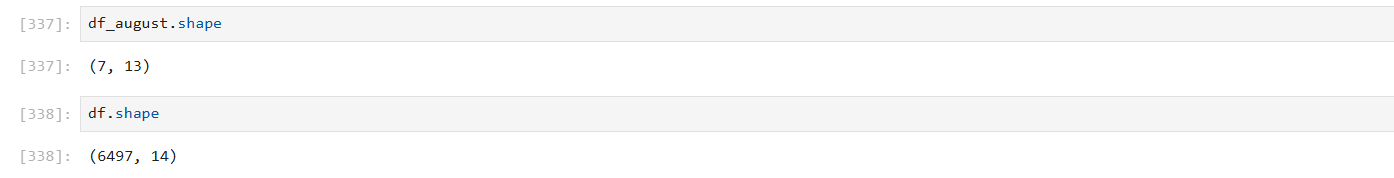 [337]: df_august.shape
[337]: (7, 13)
[338]: df.shape
[338]: (6497, 14)